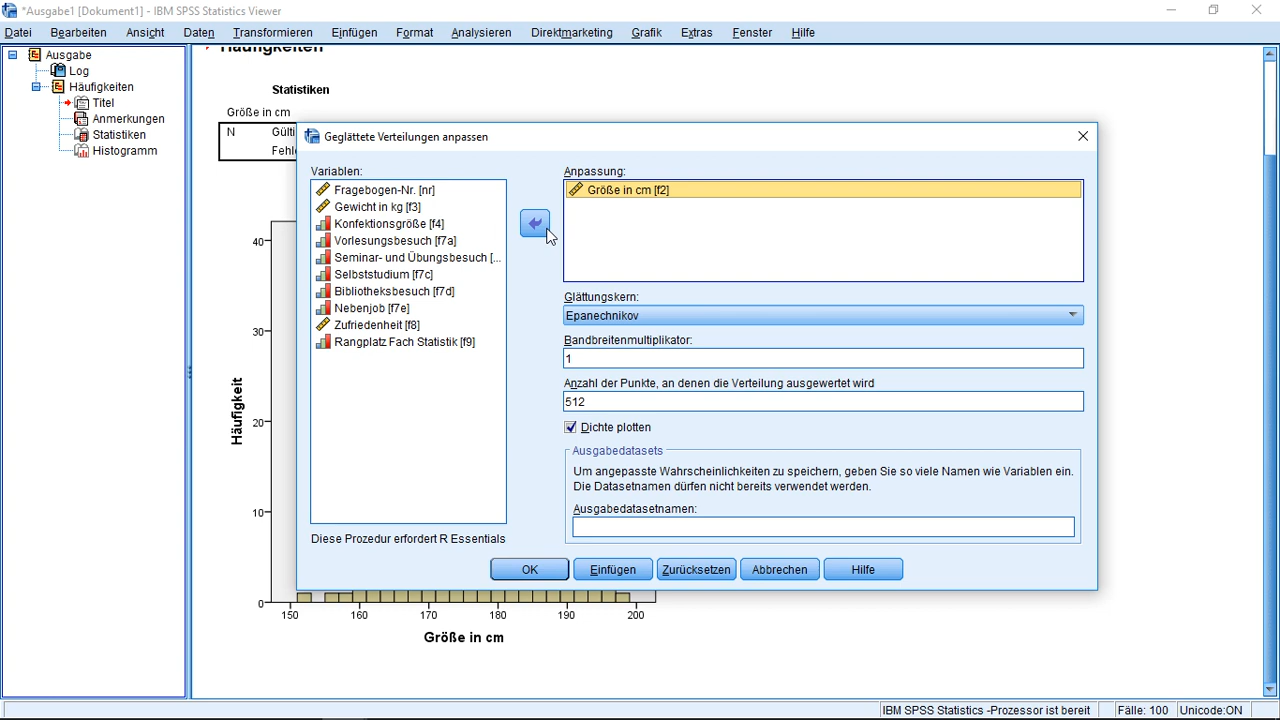 *Ausgabe1 [Dokument1] - IBM SPSS Statistics Viewer
Datei Bearbeiten Ansicht Daten Transformieren Einfügen Format Analysieren Direktmarketing Grafik Extras Fenster Hilfe
Ausgabe
Log
Häufigkeiten
Titel
Anmerkungen
Statistiken
Histogramm
Häufigkeiten
Statistiken
Größe in cm
N Gülti
Fehle
Geglättete Verteilungen anpassen
Variablen:
Fragebogen-Nr. [nr]
Gewicht in kg [f3]
Konfektionsgröße [f4]
Vorlesungsbesuch [f7a]
Seminar- und Übungsbesuch [...
Selbststudium [f7c]
Bibliotheksbesuch [f7d]
Nebenjob [f7e]
Zufriedenheit [f8]
Rangplatz Fach Statistik [f9]
Diese Prozedur erfordert R Essentials
Anpassung:
Größe in cm [f2]
Glättungskern:
Epanechnikov
Bandbreitenmultiplikator:
1
Anzahl der Punkte, an denen die Verteilung ausgewertet wird
512
Dichte plotten
Ausgabedatasets
Um angepasste Wahrscheinlichkeiten zu speichern, geben Sie so viele Namen wie Variablen ein.
Die Datasetnamen dürfen nicht bereits verwendet werden.
Ausgabedatasetnamen:
OK Einfügen Zurücksetzen Abbrechen Hilfe
Häufigkeit
40
30
20
10
0
150 160 170 180 190 200
Größe in cm
IBM SPSS Statistics -Prozessor ist bereit Fälle: 100 Unicode:ON